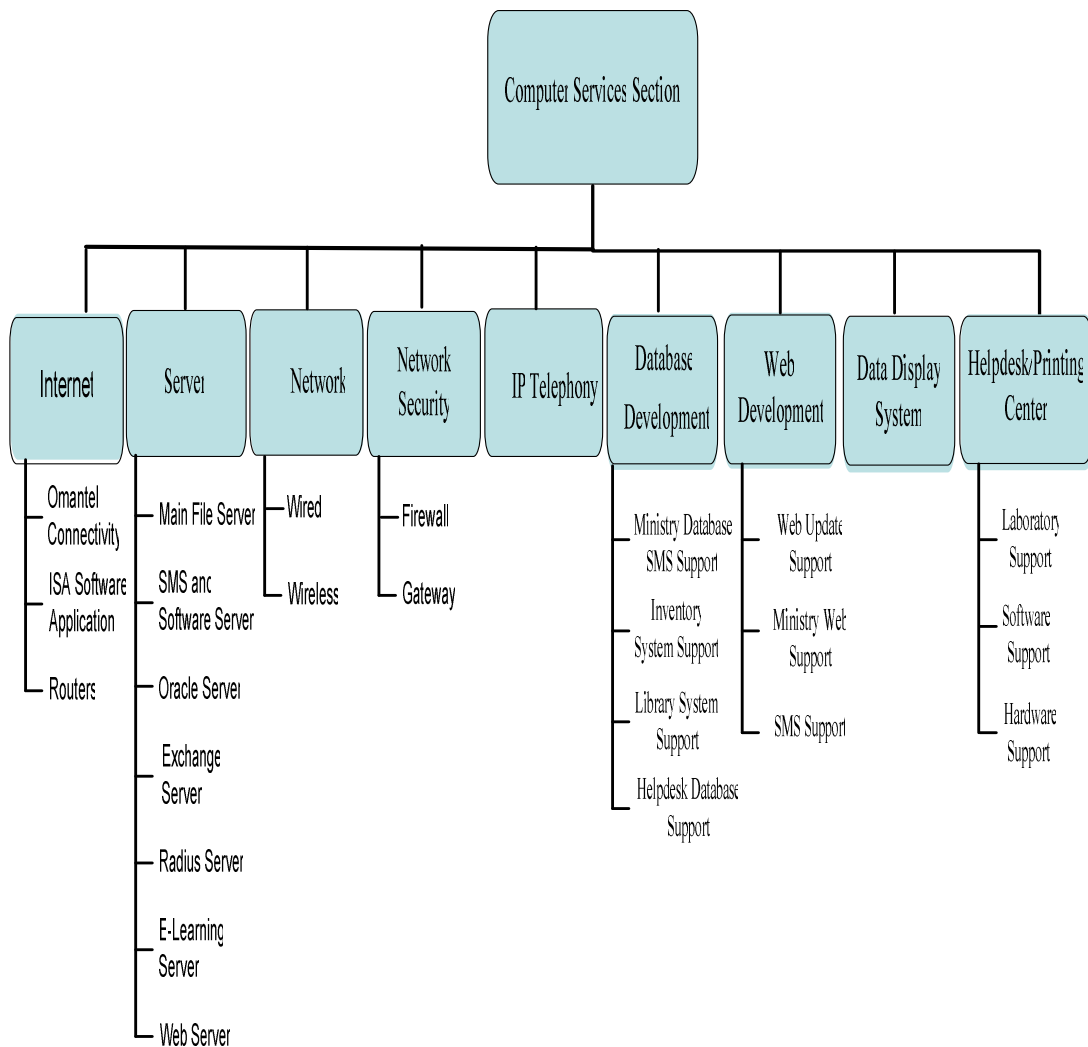 Computer Services Section
Internet
Server
Network
Network
Security
IP Telephony
Database
Development
Web
Development
Data Display
System
Helpdesk/Printing
Center
Omantel
Connectivity
ISA Software
Application
Routers
Main File Server
SMS and
Software Server
Oracle Server
Exchange
Server
Radius Server
E-Learning
Server
Web Server
Wired
Wireless
Firewall
Gateway
Ministry Database
SMS Support
Inventory
System Support
Library System
Support
Helpdesk Database
Support
Web Update
Support
Ministry Web
Support
SMS Support
Laboratory
Support
Software
Support
Hardware
Support